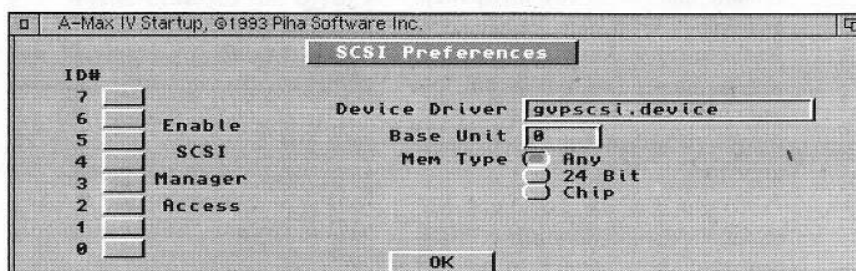 A-Max IV Startup, ©1993 Piha Software Inc.
SCSI Preferences
ID#
7
6
5
4
3
2
1
0
Enable
SCSI
Manager
Access
Device Driver gvpscsi.device
Base Unit 0
Mem Type Any
24 Bit
Chip
OK